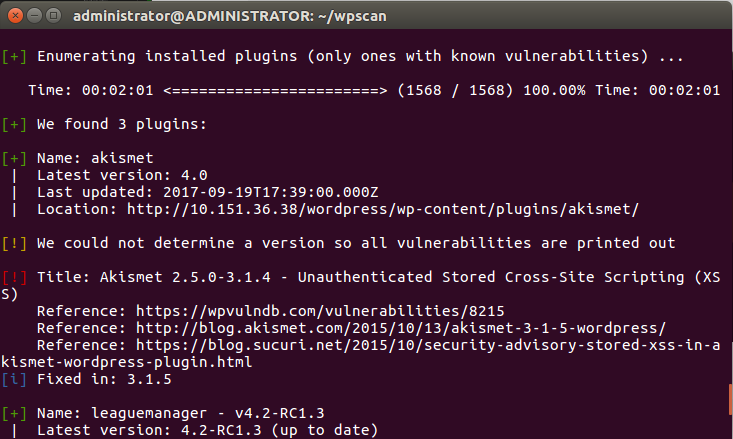 administrator@ADMINISTRATOR: ~/wpscan
[+] Enumerating installed plugins (only ones with known vulnerabilities) ...
Time: 00:02:01 <========================> (1568 / 1568) 100.00% Time: 00:02:01
[+] We found 3 plugins:
[+] Name: akismet
| Latest version: 4.0
| Last updated: 2017-09-19T17:39:00.000Z
| Location: http://10.151.36.38/wordpress/wp-content/plugins/akismet/
[!] We could not determine a version so all vulnerabilities are printed out
[!] Title: Akismet 2.5.0-3.1.4 - Unauthenticated Stored Cross-Site Scripting (XS
S)
Reference: https://wpvulndb.com/vulnerabilities/8215
Reference: http://blog.akismet.com/2015/10/13/akismet-3-1-5-wordpress/
Reference: https://blog.sucuri.net/2015/10/security-advisory-stored-xss-in-a
kismet-wordpress-plugin.html
[i] Fixed in: 3.1.5
[+] Name: leaguemanager - v4.2-RC1.3
| Latest version: 4.2-RC1.3 (up to date)